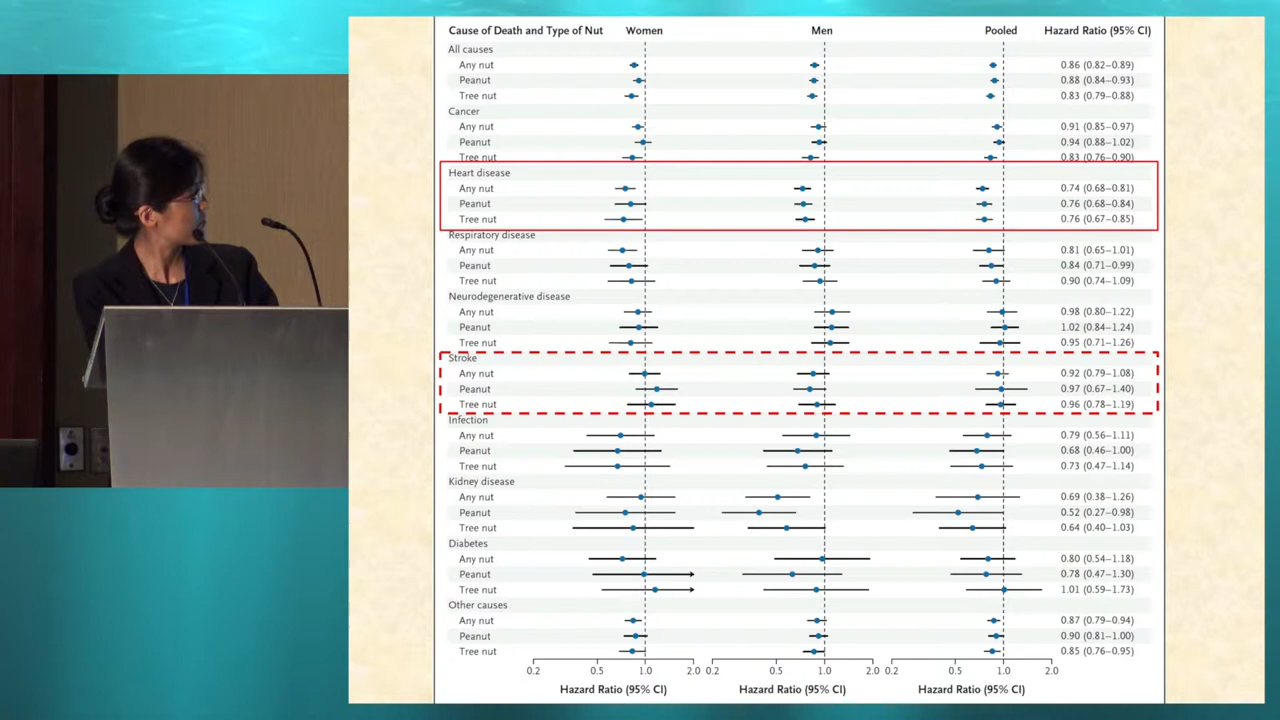 Cause of Death and Type of Nut Women Men Pooled Hazard Ratio (95% CI)
All causes
Any nut 0.86 (0.82–0.89)
Peanut 0.88 (0.84–0.93)
Tree nut 0.83 (0.79–0.88)
Cancer
Any nut 0.91 (0.85–0.97)
Peanut 0.94 (0.88–1.02)
Tree nut 0.83 (0.76–0.90)
Heart disease
Any nut 0.74 (0.68–0.81)
Peanut 0.76 (0.68–0.84)
Tree nut 0.76 (0.67–0.85)
Respiratory disease
Any nut 0.81 (0.65–1.01)
Peanut 0.84 (0.71–0.99)
Tree nut 0.90 (0.74–1.09)
Neurodegenerative disease
Any nut 0.98 (0.80–1.22)
Peanut 1.02 (0.84–1.24)
Tree nut 0.95 (0.71–1.26)
Stroke
Any nut 0.92 (0.79–1.08)
Peanut 0.97 (0.67–1.40)
Tree nut 0.96 (0.78–1.19)
Infection
Any nut 0.79 (0.56–1.11)
Peanut 0.68 (0.46–1.00)
Tree nut 0.73 (0.47–1.14)
Kidney disease
Any nut 0.69 (0.38–1.26)
Peanut 0.52 (0.27–0.98)
Tree nut 0.64 (0.40–1.03)
Diabetes
Any nut 0.80 (0.54–1.18)
Peanut 0.78 (0.47–1.30)
Tree nut 1.01 (0.59–1.73)
Other causes
Any nut 0.87 (0.79–0.94)
Peanut 0.90 (0.81–1.00)
Tree nut 0.85 (0.76–0.95)
0.2 0.5 1.0 2.0 0.2 0.5 1.0 2.0 0.2 0.5 1.0 2.0
Hazard Ratio (95% CI) Hazard Ratio (95% CI) Hazard Ratio (95% CI)